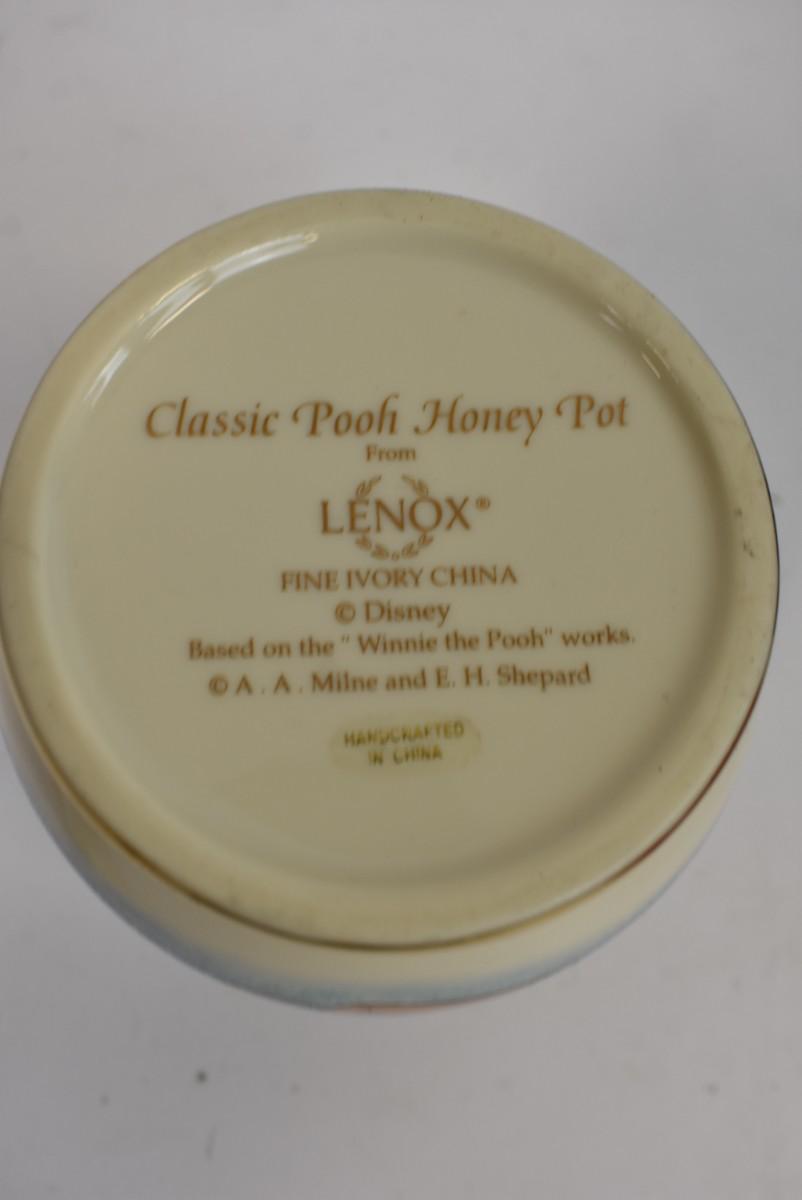 Classic Pooh Honey Pot
From
LENOX®
FINE IVORY CHINA
© Disney
Based on the " Winnie the Pooh" works.
© A . A . Milne and E. H. Shepard
HANDCRAFTED
IN CHINA